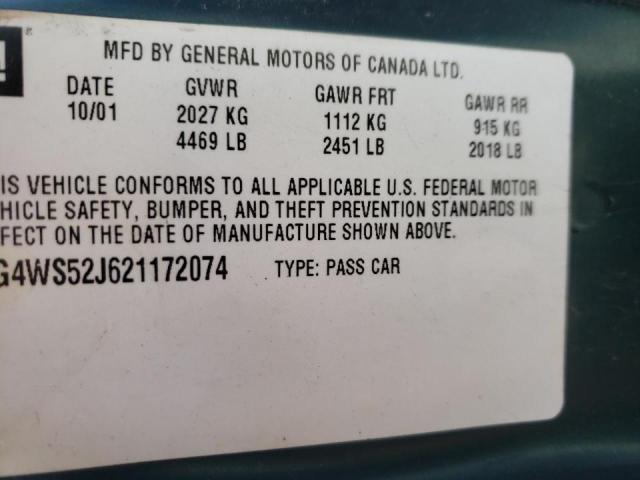 MFD BY GENERAL MOTORS OF CANADA LTD.
DATE GVWR GAWR FRT GAWR RR
10/01 2027 KG 1112 KG 915 KG
4469 LB 2451 LB 2018 LB
IS VEHICLE CONFORMS TO ALL APPLICABLE U.S. FEDERAL MOTOR
HICLE SAFETY, BUMPER, AND THEFT PREVENTION STANDARDS IN
FECT ON THE DATE OF MANUFACTURE SHOWN ABOVE.
G4WS52J621172074 TYPE: PASS CAR